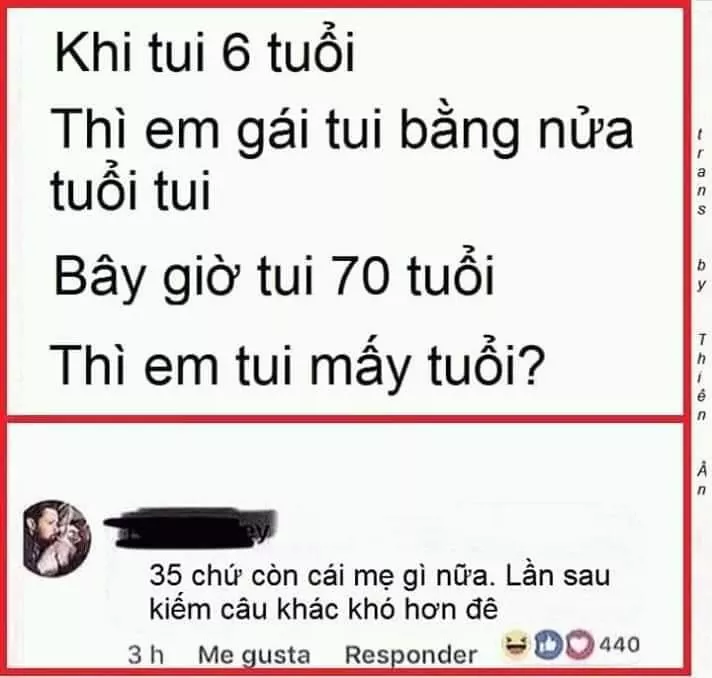 Khi tui 6 tuổi
Thì em gái tui bằng nửa
tuổi tui
Bây giờ tui 70 tuổi
Thì em tui mấy tuổi?
trans by Thiên Ân
ey
35 chứ còn cái mẹ gì nữa. Lần sau
kiếm câu khác khó hơn đê
3 h Me gusta Responder 440